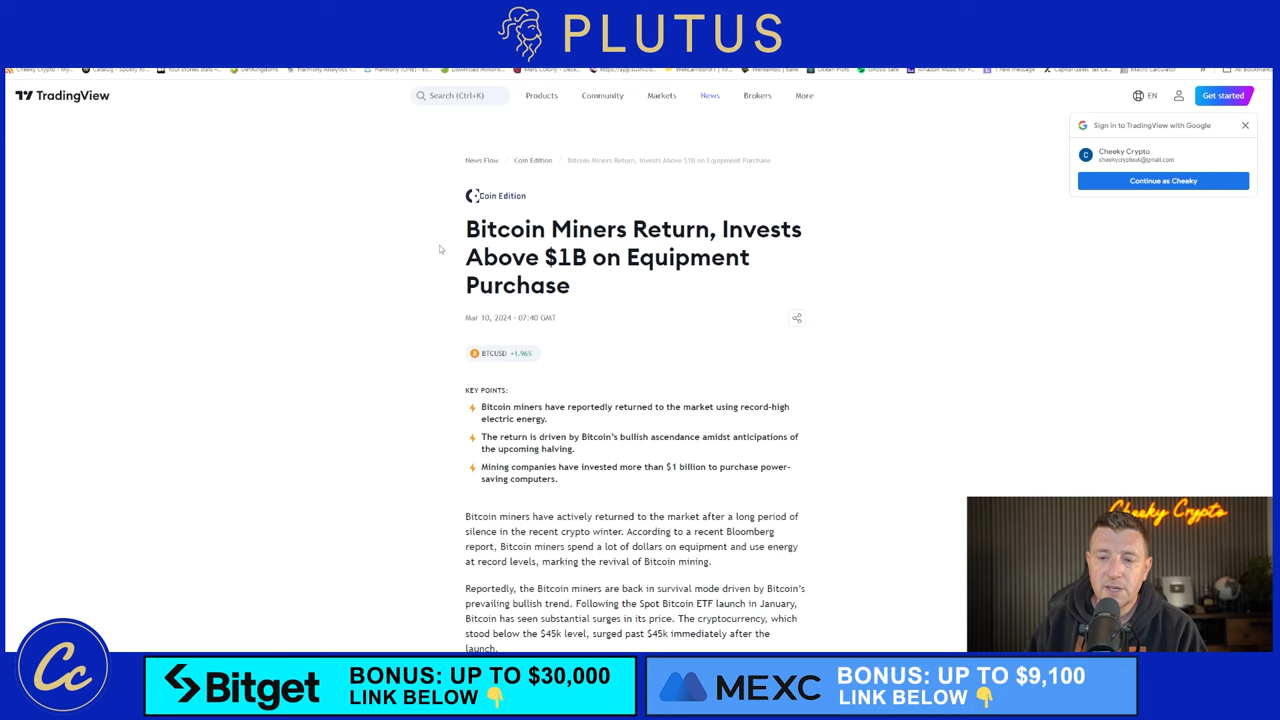 PLUTUS
TradingView
Search (Ctrl+K)
Products
Community
Markets
News
Brokers
More
EN
Get started
Sign in to TradingView with Google
Cheeky Crypto
cheekycryptouk@gmail.com
Continue as Cheeky
News Flow / Coin Edition / Bitcoin Miners Return, Invests Above $1B on Equipment Purchase
Coin Edition
Bitcoin Miners Return, Invests
Above $1B on Equipment
Purchase
Mar 10, 2024 · 07:40 GMT
BTCUSD +1.96%
KEY POINTS:
Bitcoin miners have reportedly returned to the market using record-high
electric energy.
The return is driven by Bitcoin's bullish ascendance amidst anticipations of
the upcoming halving.
Mining companies have invested more than $1 billion to purchase power-
saving computers.
Bitcoin miners have actively returned to the market after a long period of
silence in the recent crypto winter. According to a recent Bloomberg
report, Bitcoin miners spend a lot of dollars on equipment and use energy
at record levels, marking the revival of Bitcoin mining.
Reportedly, the Bitcoin miners are back in survival mode driven by Bitcoin's
prevailing bullish trend. Following the Spot Bitcoin ETF launch in January,
Bitcoin has seen substantial surges in its price. The cryptocurrency, which
stood below the $45k level, surged past $45k immediately after the
launch.
Cheeky Crypto
Cc
Bitget
BONUS: UP TO $30,000
LINK BELOW 👇
MEXC
BONUS: UP TO $9,100
LINK BELOW 👇